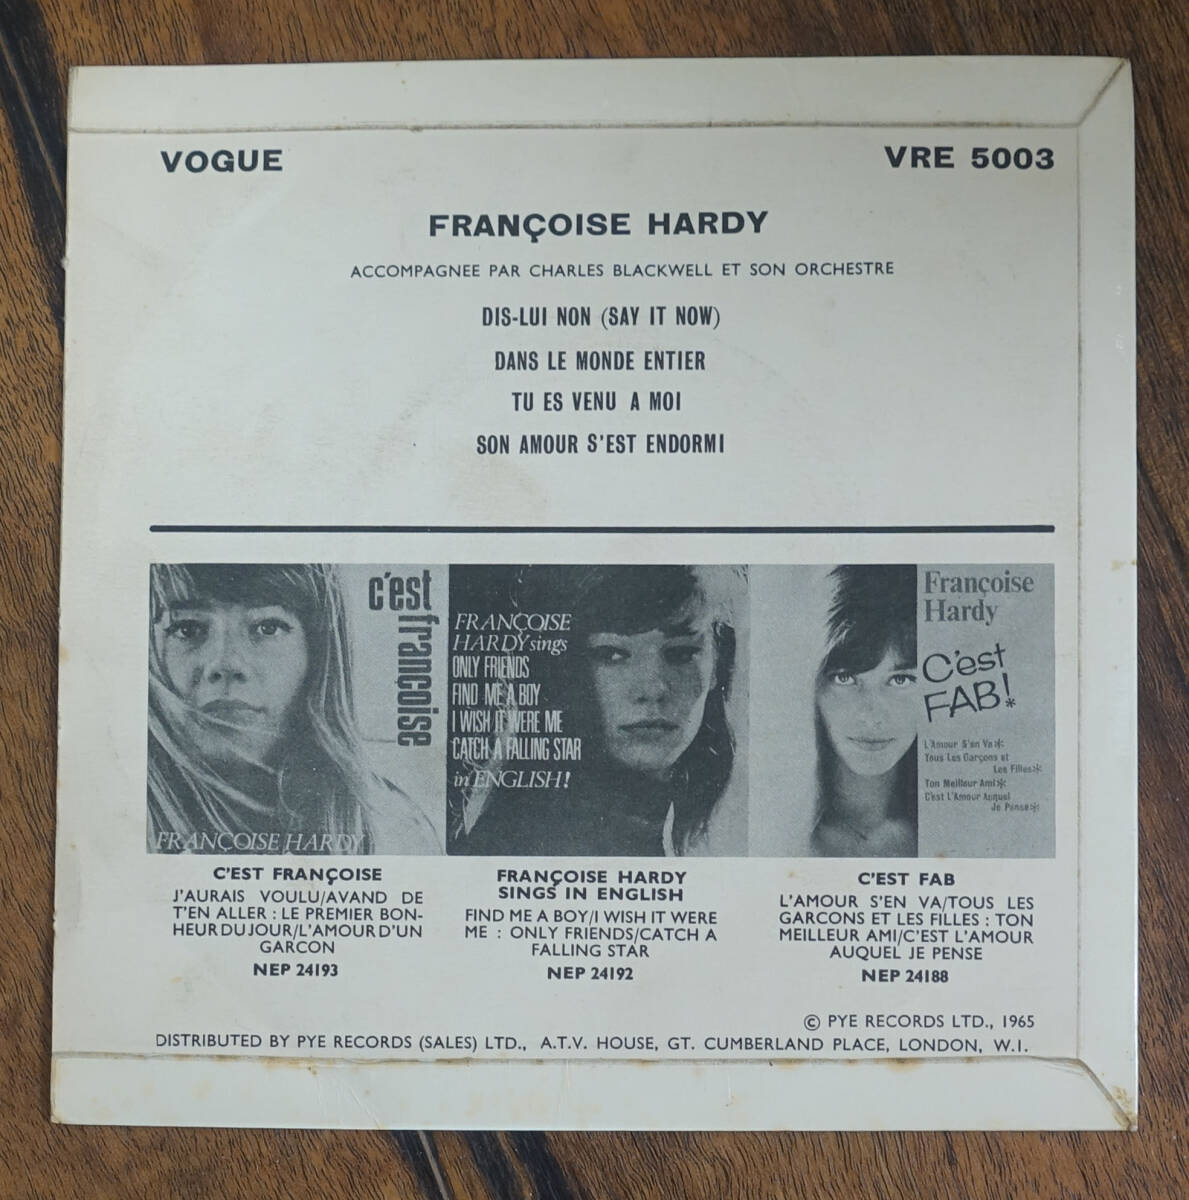 VOGUE
VRE 5003
FRANÇOISE HARDY
ACCOMPAGNEE PAR CHARLES BLACKWELL ET SON ORCHESTRE
DIS-LUI NON (SAY IT NOW)
DANS LE MONDE ENTIER
TU ES VENU A MOI
SON AMOUR S'EST ENDORMI
c'est
françoise
FRANÇOISE HARDY
FRANÇOISE
HARDY sings
ONLY FRIENDS
FIND ME A BOY
I WISH IT WERE ME
CATCH A FALLING STAR
in ENGLISH!
Françoise
Hardy
C'est
FAB!*
L'Amour S'en Va*
Tous Les Garçons et
Les Filles*
Ton Meilleur Ami*
C'est L'Amour Auquel
Je Pense*
C'EST FRANÇOISE
J'AURAIS VOULU/AVAND DE
T'EN ALLER : LE PREMIER BON-
HEUR DU JOUR/L'AMOUR D'UN
GARCON
NEP 24193
FRANÇOISE HARDY
SINGS IN ENGLISH
FIND ME A BOY/I WISH IT WERE
ME : ONLY FRIENDS/CATCH A
FALLING STAR
NEP 24192
C'EST FAB
L'AMOUR S'EN VA/TOUS LES
GARCONS ET LES FILLES : TON
MEILLEUR AMI/C'EST L'AMOUR
AUQUEL JE PENSE
NEP 24188
© PYE RECORDS LTD., 1965
DISTRIBUTED BY PYE RECORDS (SALES) LTD., A.T.V. HOUSE, GT. CUMBERLAND PLACE, LONDON, W.I.